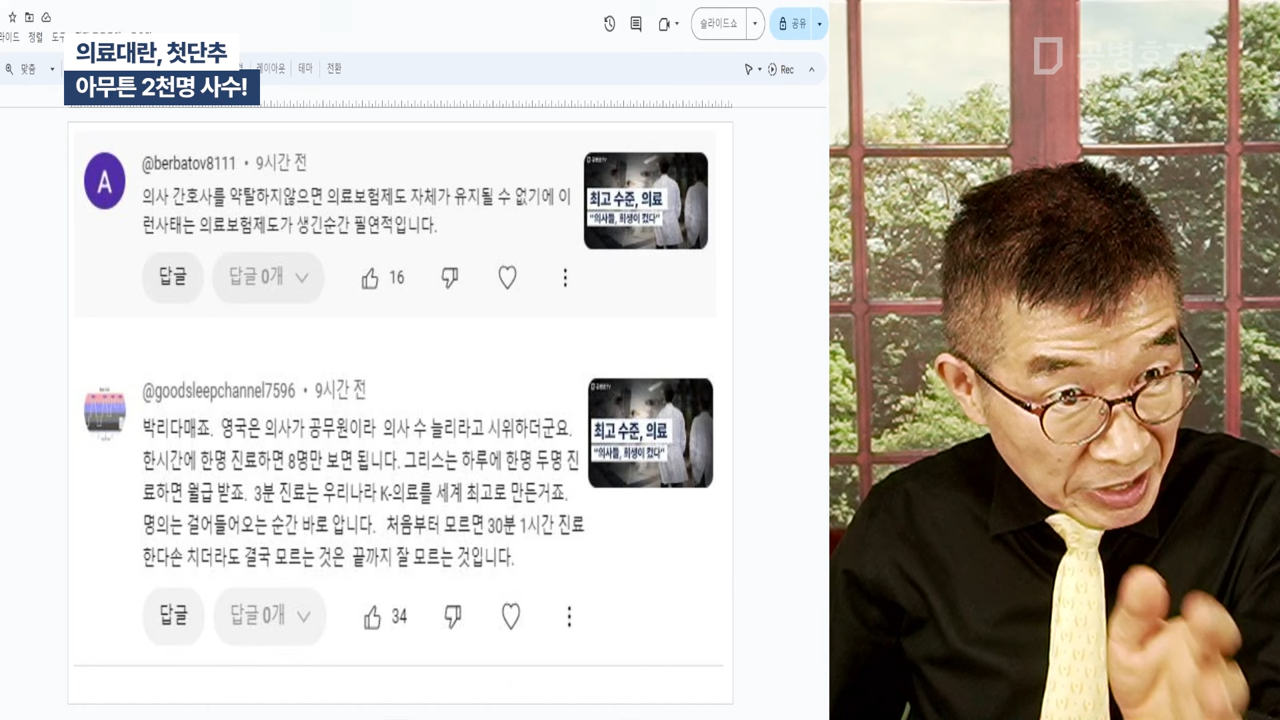 슬라이드쇼
공유
정렬
의료대란, 첫단추
아무튼 2천명 사수!
맞춤
테마
전환
Rec
공병호TV
@berbatov8111 • 9시간 전
의사 간호사를 약탈하지않으면 의료보험제도 자체가 유지될 수 없기에 이
런사태는 의료보험제도가 생긴순간 필연적입니다.
A
최고 수준, 의료
"의사들, 희생이 컸다"
답글
답글 0개
16
@goodsleepchannel7596 • 9시간 전
박리다매죠. 영국은 의사가 공무원이라 의사 수 늘리라고 시위하더군요.
한시간에 한명 진료하면 8명만 보면 됩니다. 그리스는 하루에 한명 두명 진
료하면 월급 받죠. 3분 진료는 우리나라 K-의료를 세계 최고로 만든거죠.
명의는 걸어들어오는 순간 바로 압니다. 처음부터 모르면 30분 1시간 진료
한다손 치더라도 결국 모르는 것은 끝까지 잘 모르는 것입니다.
최고 수준, 의료
"의사들, 희생이 컸다"
답글
답글 0개
34